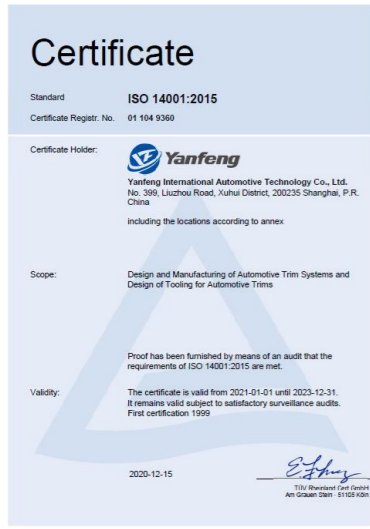 Certificate
Standard ISO 14001:2015
Certificate Registr. No. 01 104 9360
Certificate Holder:
YF Yanfeng
Yanfeng International Automotive Technology Co., Ltd.
No. 399, Liuzhou Road, Xuhui District, 200235 Shanghai, P.R.
China
including the locations according to annex
Scope: Design and Manufacturing of Automotive Trim Systems and
Design of Tooling for Automotive Trims
Proof has been furnished by means of an audit that the
requirements of ISO 14001:2015 are met.
Validity: The certificate is valid from 2021-01-01 until 2023-12-31.
It remains valid subject to satisfactory surveillance audits.
First certification 1999
2020-12-15
TÜV Rheinland Cert GmbH
Am Grauen Stein · 51105 Köln